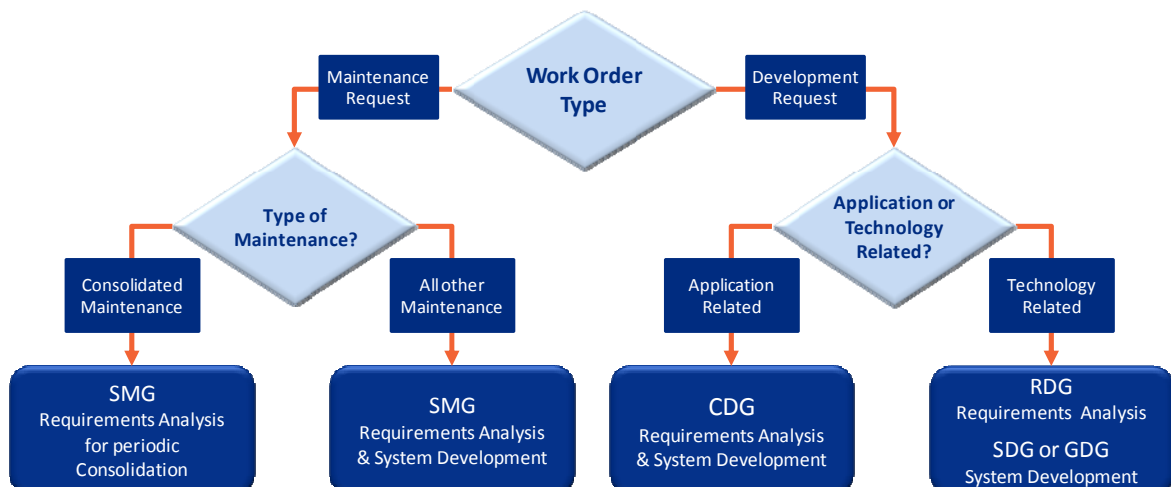 Maintenance
Request
Work Order
Type
Development
Request
Type of
Maintenance?
Application or
Technology
Related?
Consolidated
Maintenance
All other
Maintenance
Application
Related
Technology
Related
SMG
Requirements Analysis
for periodic
Consolidation
SMG
Requirements Analysis
& System Development
CDG
Requirements Analysis
& System Development
RDG
Requirements Analysis
SDG or GDG
System Development